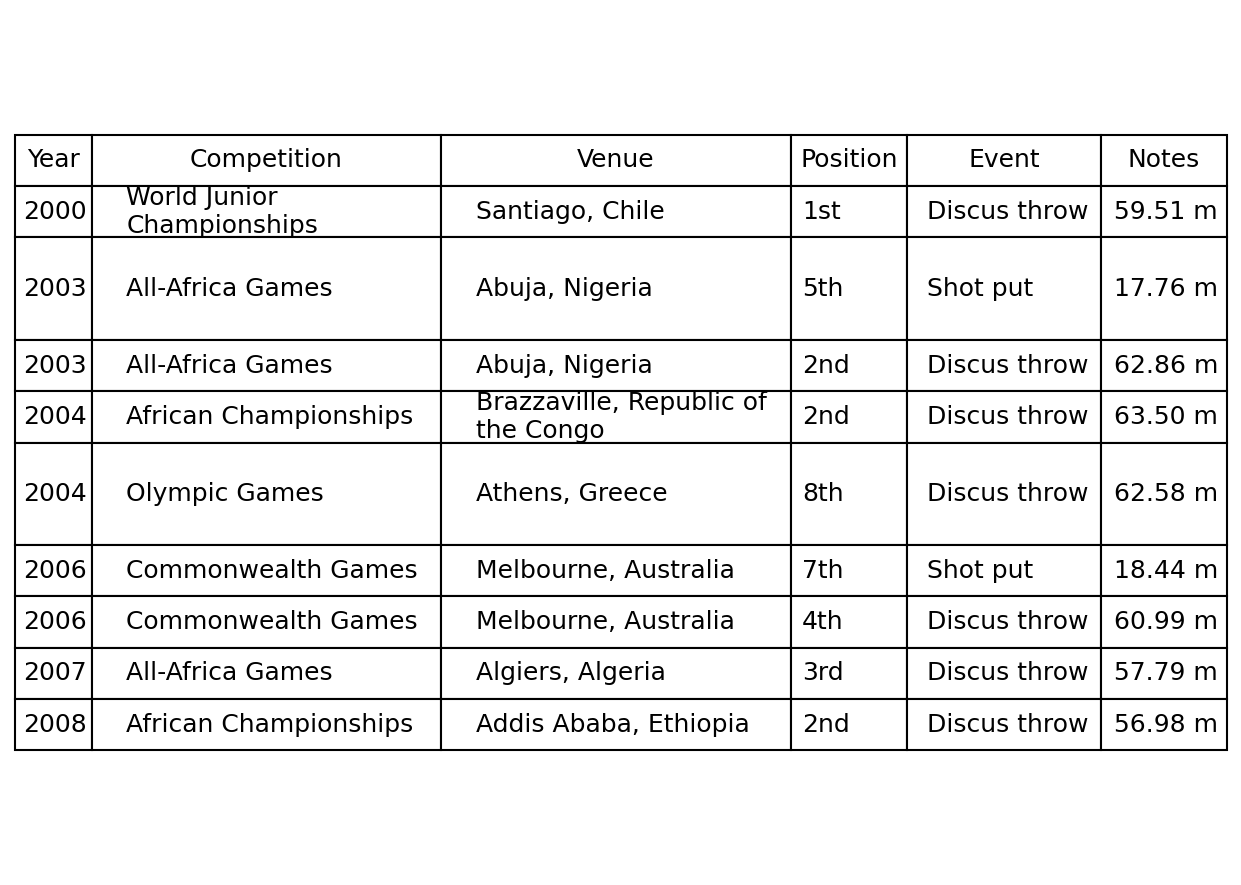 Year Competition Venue Position Event Notes
2000 World Junior Championships Santiago, Chile 1st Discus throw 59.51 m
2003 All-Africa Games Abuja, Nigeria 5th Shot put 17.76 m
2003 All-Africa Games Abuja, Nigeria 2nd Discus throw 62.86 m
2004 African Championships Brazzaville, Republic of the Congo 2nd Discus throw 63.50 m
2004 Olympic Games Athens, Greece 8th Discus throw 62.58 m
2006 Commonwealth Games Melbourne, Australia 7th Shot put 18.44 m
2006 Commonwealth Games Melbourne, Australia 4th Discus throw 60.99 m
2007 All-Africa Games Algiers, Algeria 3rd Discus throw 57.79 m
2008 African Championships Addis Ababa, Ethiopia 2nd Discus throw 56.98 m